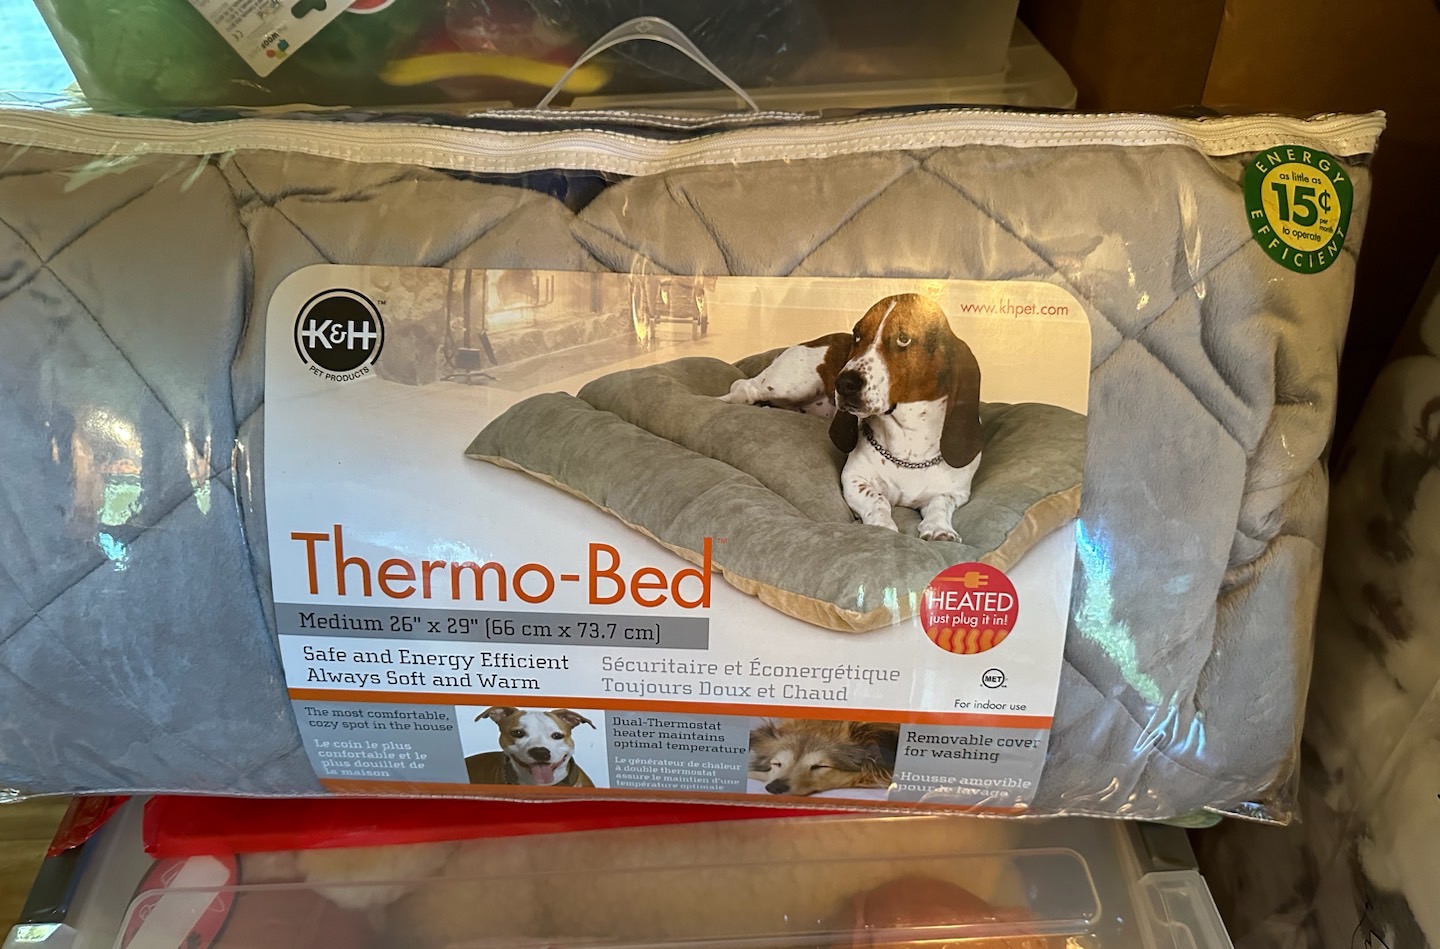 WOOF
ENERGY
as little as
15¢
per
month
to operate
EFFICIENT
K&H™
PET PRODUCTS
www.khpet.com
Thermo-Bed™
Medium 26" x 29" (66 cm x 73.7 cm)
HEATED
just plug it in!
Safe and Energy Efficient
Always Soft and Warm
Sécuritaire et Éconergétique
Toujours Doux et Chaud
MET
For indoor use
The most comfortable,
cozy spot in the house
Le coin le plus
confortable et le
plus douillet de
la maison
Dual-Thermostat
heater maintains
optimal temperature
Le générateur de chaleur
à double thermostat
assure le maintien d'une
température optimale
Removable cover
for washing
Housse amovible
pour le lavage